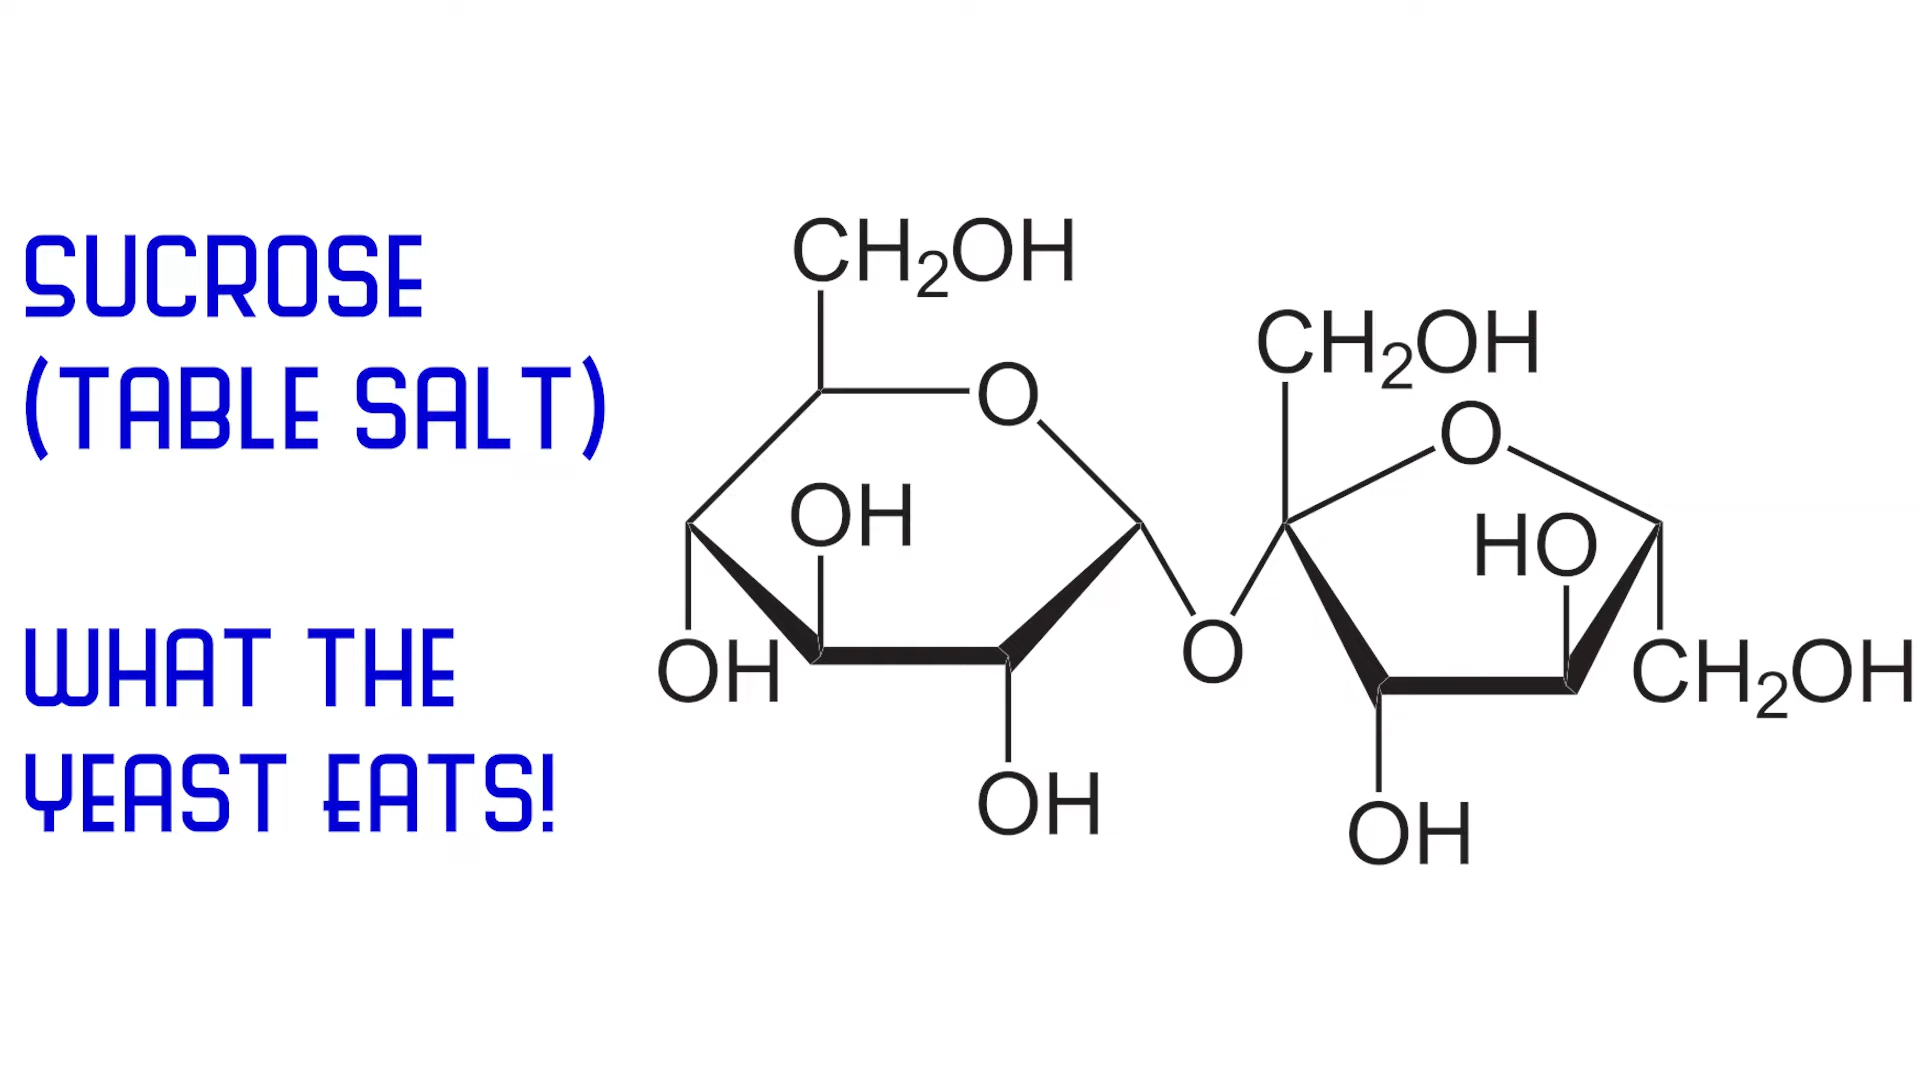 SUCROSE
(TABLE SALT)
WHAT THE
YEAST EATS!
CH2OH
O
OH
OH
OH
O
CH2OH
O
HO
CH2OH
OH